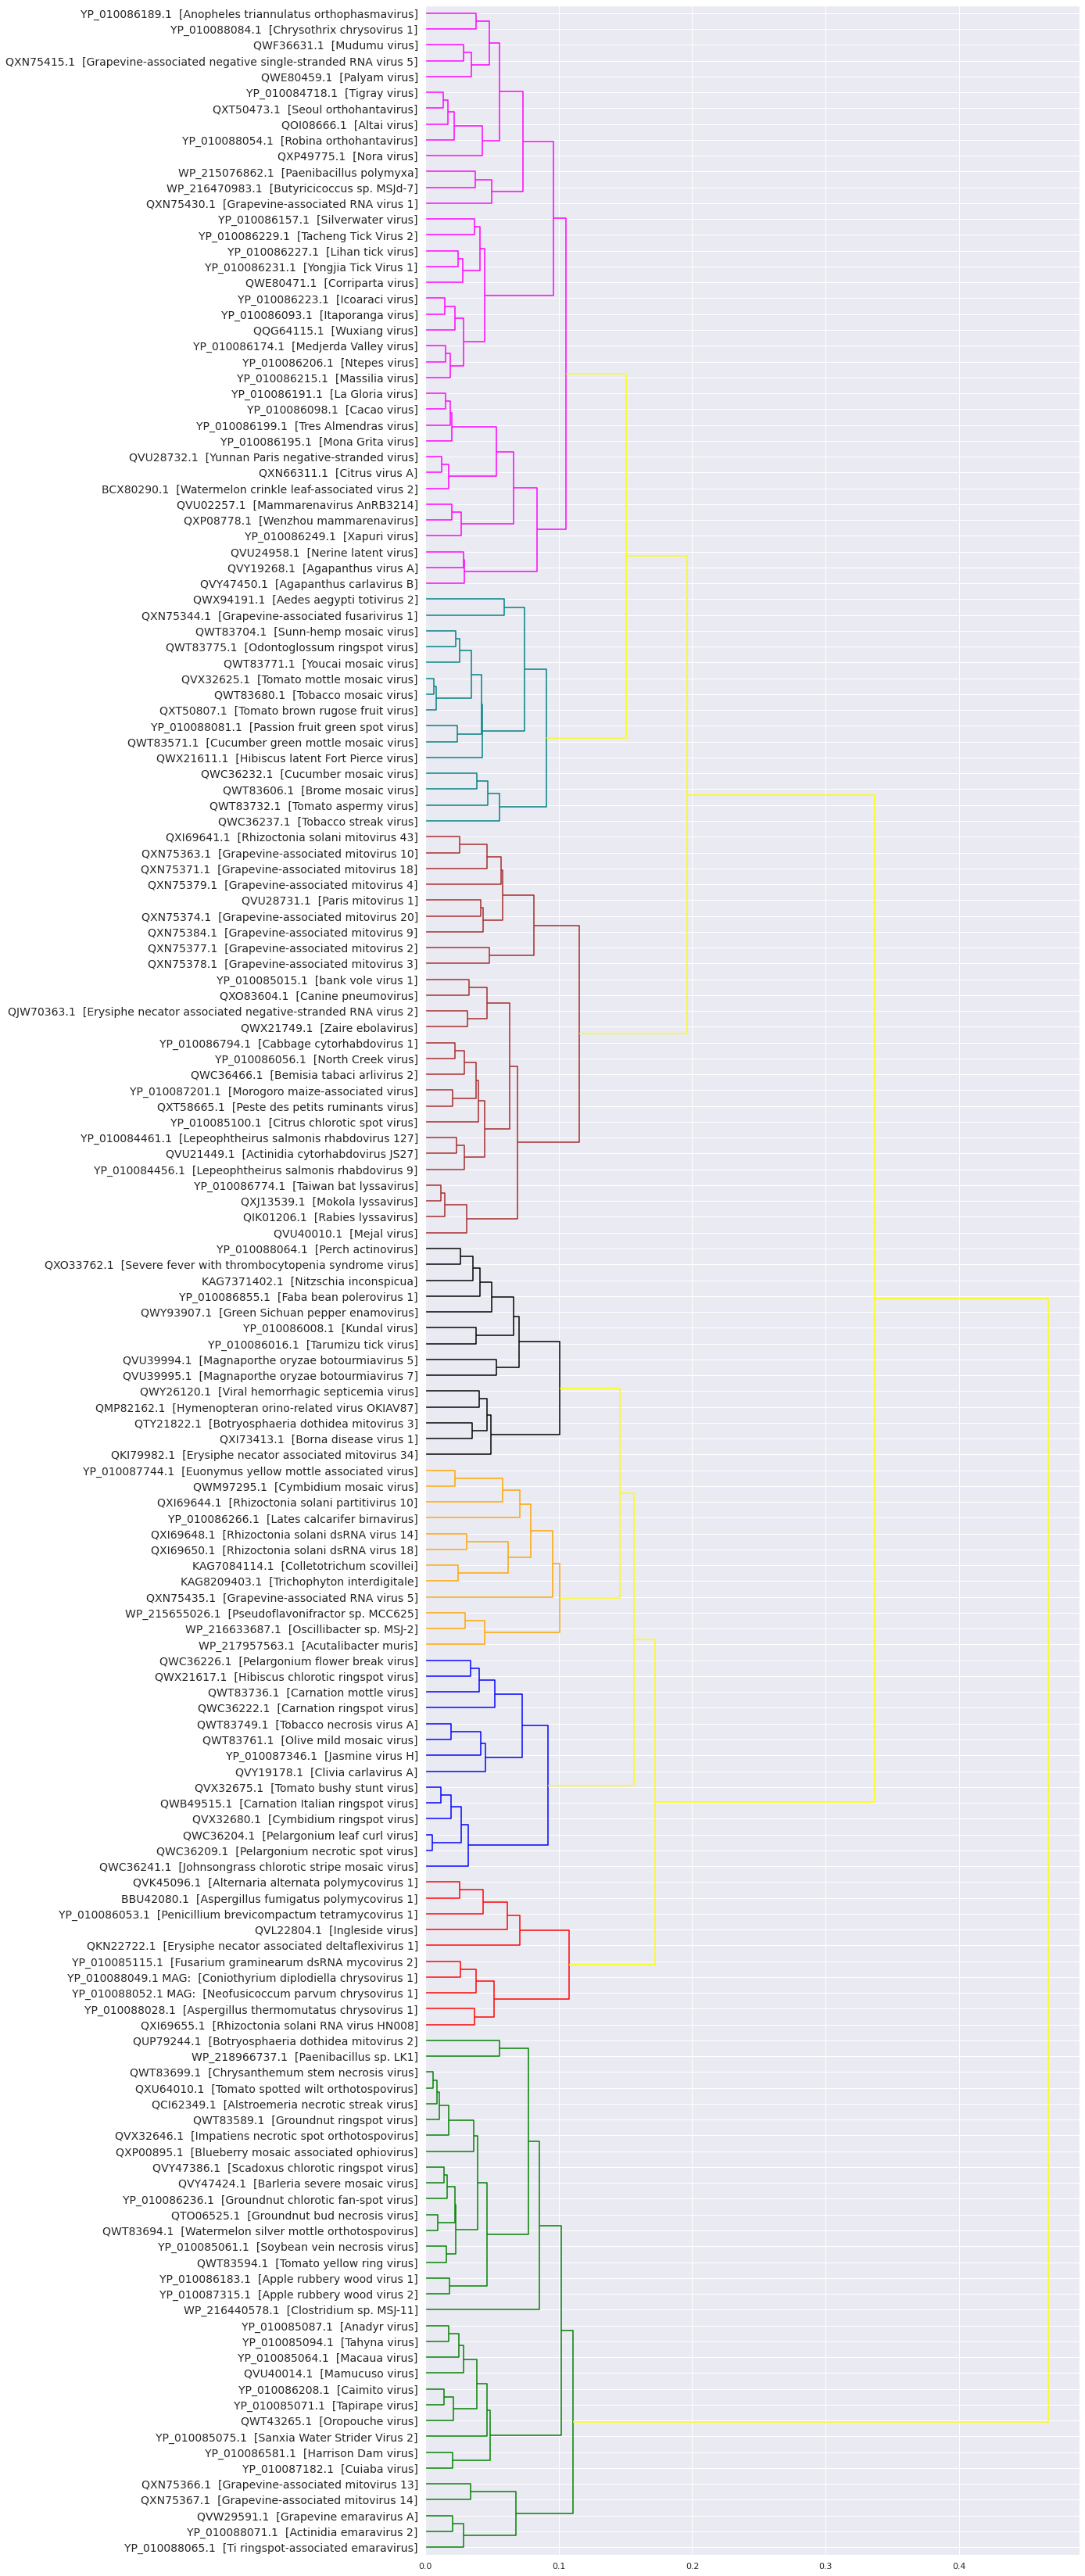 YP_010086189.1 [Anopheles triannulatus orthophasmavirus]
YP_010088084.1 [Chrysothrix chrysovirus 1]
QWF36631.1 [Mudumu virus]
QXN75415.1 [Grapevine-associated negative single-stranded RNA virus 5]
QWE80459.1 [Palyam virus]
YP_010084718.1 [Tigray virus]
QXT50473.1 [Seoul orthohantavirus]
QOI08666.1 [Altai virus]
YP_010088054.1 [Robina orthohantavirus]
QXP49775.1 [Nora virus]
WP_215076862.1 [Paenibacillus polymyxa]
WP_216470983.1 [Butyricicoccus sp. MSJd-7]
QXN75430.1 [Grapevine-associated RNA virus 1]
YP_010086157.1 [Silverwater virus]
YP_010086229.1 [Tacheng Tick Virus 2]
YP_010086227.1 [Lihan tick virus]
YP_010086231.1 [Yongjia Tick Virus 1]
QWE80471.1 [Corriparta virus]
YP_010086223.1 [Icoaraci virus]
YP_010086093.1 [Itaporanga virus]
QQG64115.1 [Wuxiang virus]
YP_010086174.1 [Medjerda Valley virus]
YP_010086206.1 [Ntepes virus]
YP_010086215.1 [Massilia virus]
YP_010086191.1 [La Gloria virus]
YP_010086098.1 [Cacao virus]
YP_010086199.1 [Tres Almendras virus]
YP_010086195.1 [Mona Grita virus]
QVU28732.1 [Yunnan Paris negative-stranded virus]
QXN66311.1 [Citrus virus A]
BCX80290.1 [Watermelon crinkle leaf-associated virus 2]
QVU02257.1 [Mammarenavirus AnRB3214]
QXP08778.1 [Wenzhou mammarenavirus]
YP_010086249.1 [Xapuri virus]
QVU24958.1 [Nerine latent virus]
QVY19268.1 [Agapanthus virus A]
QVY47450.1 [Agapanthus carlavirus B]
QWX94191.1 [Aedes aegypti totivirus 2]
QXN75344.1 [Grapevine-associated fusarivirus 1]
QWT83704.1 [Sunn-hemp mosaic virus]
QWT83775.1 [Odontoglossum ringspot virus]
QWT83771.1 [Youcai mosaic virus]
QVX32625.1 [Tomato mottle mosaic virus]
QWT83680.1 [Tobacco mosaic virus]
QXT50807.1 [Tomato brown rugose fruit virus]
YP_010088081.1 [Passion fruit green spot virus]
QWT83571.1 [Cucumber green mottle mosaic virus]
QWX21611.1 [Hibiscus latent Fort Pierce virus]
QWC36232.1 [Cucumber mosaic virus]
QWT83606.1 [Brome mosaic virus]
QWT83732.1 [Tomato aspermy virus]
QWC36237.1 [Tobacco streak virus]
QXI69641.1 [Rhizoctonia solani mitovirus 43]
QXN75363.1 [Grapevine-associated mitovirus 10]
QXN75371.1 [Grapevine-associated mitovirus 18]
QXN75379.1 [Grapevine-associated mitovirus 4]
QVU28731.1 [Paris mitovirus 1]
QXN75374.1 [Grapevine-associated mitovirus 20]
QXN75384.1 [Grapevine-associated mitovirus 9]
QXN75377.1 [Grapevine-associated mitovirus 2]
QXN75378.1 [Grapevine-associated mitovirus 3]
YP_010085015.1 [bank vole virus 1]
QXO83604.1 [Canine pneumovirus]
QJW70363.1 [Erysiphe necator associated negative-stranded RNA virus 2]
QWX21749.1 [Zaire ebolavirus]
YP_010086794.1 [Cabbage cytorhabdovirus 1]
YP_010086056.1 [North Creek virus]
QWC36466.1 [Bemisia tabaci arlivirus 2]
YP_010087201.1 [Morogoro maize-associated virus]
QXT58665.1 [Peste des petits ruminants virus]
YP_010085100.1 [Citrus chlorotic spot virus]
YP_010084461.1 [Lepeophtheirus salmonis rhabdovirus 127]
QVU21449.1 [Actinidia cytorhabdovirus JS27]
YP_010084456.1 [Lepeophtheirus salmonis rhabdovirus 9]
YP_010086774.1 [Taiwan bat lyssavirus]
QXJ13539.1 [Mokola lyssavirus]
QIK01206.1 [Rabies lyssavirus]
QVU40010.1 [Mejal virus]
YP_010088064.1 [Perch actinovirus]
QXO33762.1 [Severe fever with thrombocytopenia syndrome virus]
KAG7371402.1 [Nitzschia inconspicua]
YP_010086855.1 [Faba bean polerovirus 1]
QWY93907.1 [Green Sichuan pepper enamovirus]
YP_010086008.1 [Kundal virus]
YP_010086016.1 [Tarumizu tick virus]
QVU39994.1 [Magnaporthe oryzae botourmiavirus 5]
QVU39995.1 [Magnaporthe oryzae botourmiavirus 7]
QWY26120.1 [Viral hemorrhagic septicemia virus]
QMP82162.1 [Hymenopteran orino-related virus OKIAV87]
QTY21822.1 [Botryosphaeria dothidea mitovirus 3]
QXI73413.1 [Borna disease virus 1]
QKI79982.1 [Erysiphe necator associated mitovirus 34]
YP_010087744.1 [Euonymus yellow mottle associated virus]
QWM97295.1 [Cymbidium mosaic virus]
QXI69644.1 [Rhizoctonia solani partitivirus 10]
YP_010086266.1 [Lates calcarifer birnavirus]
QXI69648.1 [Rhizoctonia solani dsRNA virus 14]
QXI69650.1 [Rhizoctonia solani dsRNA virus 18]
KAG7084114.1 [Colletotrichum scovillei]
KAG8209403.1 [Trichophyton interdigitale]
QXN75435.1 [Grapevine-associated RNA virus 5]
WP_215655026.1 [Pseudoflavonifractor sp. MCC625]
WP_216633687.1 [Oscillibacter sp. MSJ-2]
WP_217957563.1 [Acutalibacter muris]
QWC36226.1 [Pelargonium flower break virus]
QWX21617.1 [Hibiscus chlorotic ringspot virus]
QWT83736.1 [Carnation mottle virus]
QWC36222.1 [Carnation ringspot virus]
QWT83749.1 [Tobacco necrosis virus A]
QWT83761.1 [Olive mild mosaic virus]
YP_010087346.1 [Jasmine virus H]
QVY19178.1 [Clivia carlavirus A]
QVX32675.1 [Tomato bushy stunt virus]
QWB49515.1 [Carnation Italian ringspot virus]
QVX32680.1 [Cymbidium ringspot virus]
QWC36204.1 [Pelargonium leaf curl virus]
QWC36209.1 [Pelargonium necrotic spot virus]
QWC36241.1 [Johnsongrass chlorotic stripe mosaic virus]
QVK45096.1 [Alternaria alternata polymycovirus 1]
BBU42080.1 [Aspergillus fumigatus polymycovirus 1]
YP_010086053.1 [Penicillium brevicompactum tetramycovirus 1]
QVL22804.1 [Ingleside virus]
QKN22722.1 [Erysiphe necator associated deltaflexivirus 1]
YP_010085115.1 [Fusarium graminearum dsRNA mycovirus 2]
YP_010088049.1 MAG: [Coniothyrium diplodiella chrysovirus 1]
YP_010088052.1 MAG: [Neofusicoccum parvum chrysovirus 1]
YP_010088028.1 [Aspergillus thermomutatus chrysovirus 1]
QXI69655.1 [Rhizoctonia solani RNA virus HN008]
QUP79244.1 [Botryosphaeria dothidea mitovirus 2]
WP_218966737.1 [Paenibacillus sp. LK1]
QWT83699.1 [Chrysanthemum stem necrosis virus]
QXU64010.1 [Tomato spotted wilt orthotospovirus]
QCI62349.1 [Alstroemeria necrotic streak virus]
QWT83589.1 [Groundnut ringspot virus]
QVX32646.1 [Impatiens necrotic spot orthotospovirus]
QXP00895.1 [Blueberry mosaic associated ophiovirus]
QVY47386.1 [Scadoxus chlorotic ringspot virus]
QVY47424.1 [Barleria severe mosaic virus]
YP_010086236.1 [Groundnut chlorotic fan-spot virus]
QTO06525.1 [Groundnut bud necrosis virus]
QWT83694.1 [Watermelon silver mottle orthotospovirus]
YP_010085061.1 [Soybean vein necrosis virus]
QWT83594.1 [Tomato yellow ring virus]
YP_010086183.1 [Apple rubbery wood virus 1]
YP_010087315.1 [Apple rubbery wood virus 2]
WP_216440578.1 [Clostridium sp. MSJ-11]
YP_010085087.1 [Anadyr virus]
YP_010085094.1 [Tahyna virus]
YP_010085064.1 [Macaua virus]
QVU40014.1 [Mamucuso virus]
YP_010086208.1 [Caimito virus]
YP_010085071.1 [Tapirape virus]
QWT43265.1 [Oropouche virus]
YP_010085075.1 [Sanxia Water Strider Virus 2]
YP_010086581.1 [Harrison Dam virus]
YP_010087182.1 [Cuiaba virus]
QXN75366.1 [Grapevine-associated mitovirus 13]
QXN75367.1 [Grapevine-associated mitovirus 14]
QVW29591.1 [Grapevine emaravirus A]
YP_010088071.1 [Actinidia emaravirus 2]
YP_010088065.1 [Ti ringspot-associated emaravirus]
0.0 0.1 0.2 0.3 0.4